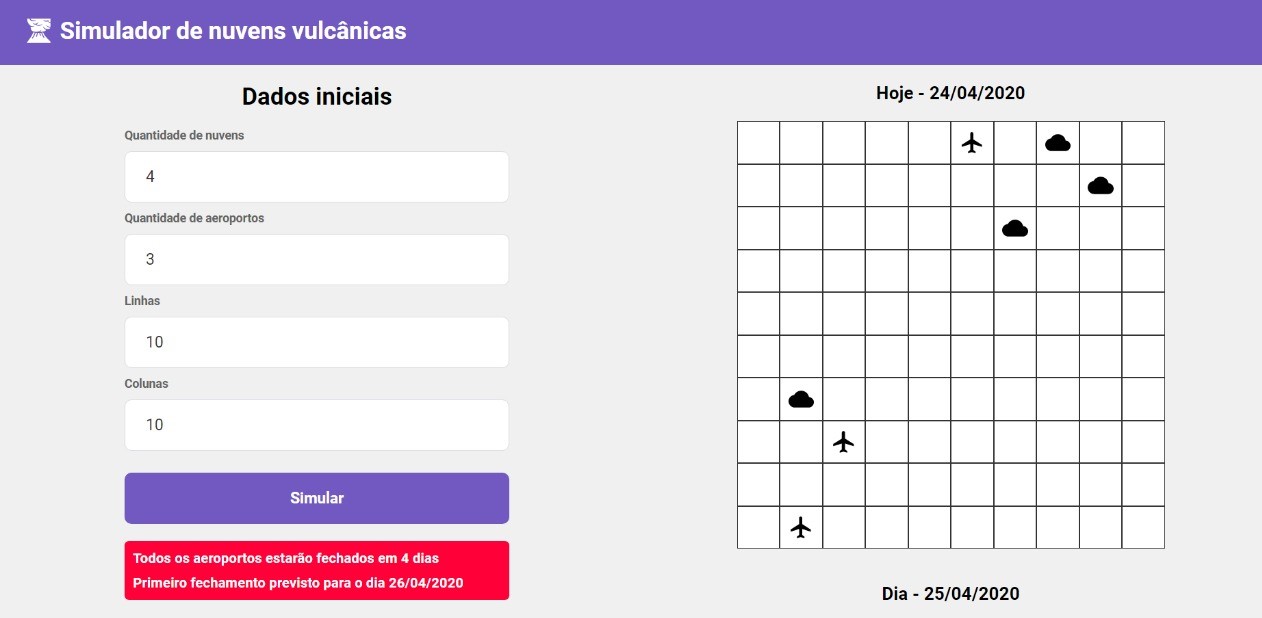 Simulador de nuvens vulcânicas
Dados iniciais
Quantidade de nuvens
4
Quantidade de aeroportos
3
Linhas
10
Colunas
10
Simular
Todos os aeroportos estarão fechados em 4 dias
Primeiro fechamento previsto para o dia 26/04/2020
Hoje - 24/04/2020
Dia - 25/04/2020